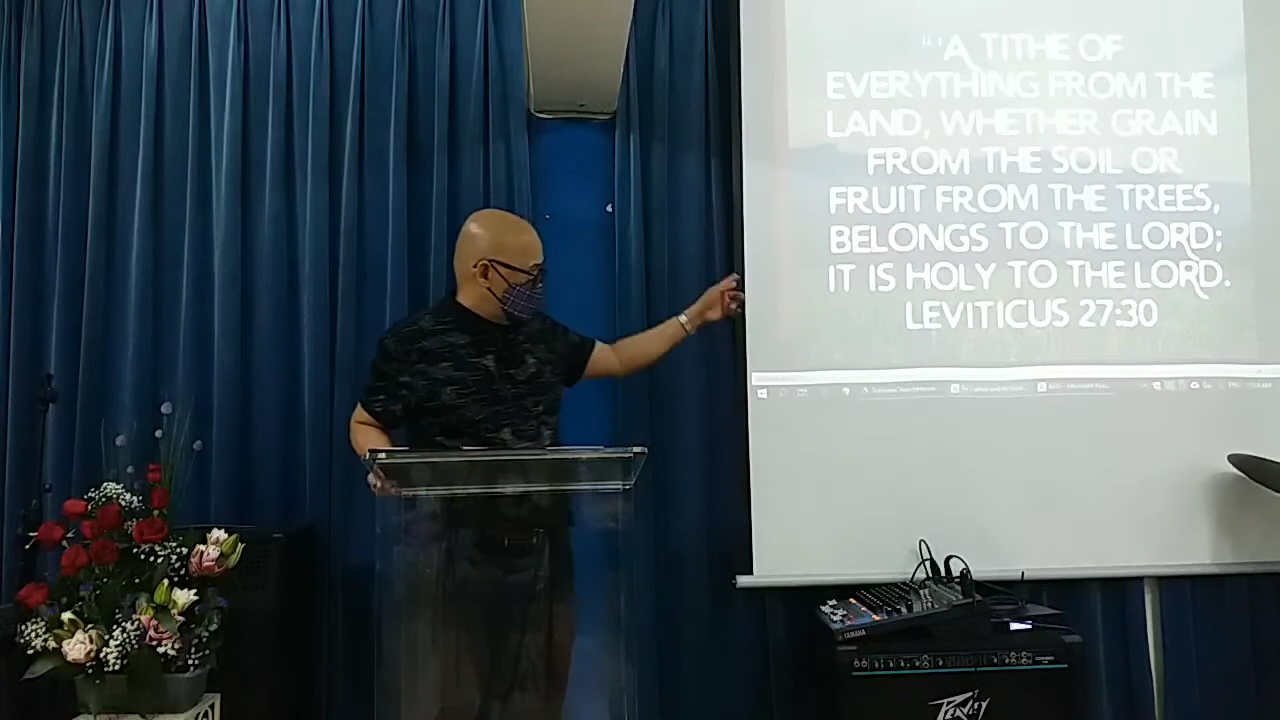 “‘A TITHE OF
EVERYTHING FROM THE
LAND, WHETHER GRAIN
FROM THE SOIL OR
FRUIT FROM THE TREES,
BELONGS TO THE LORD;
IT IS HOLY TO THE LORD.
LEVITICUS 27:30
YAMAHA
PEAVEY